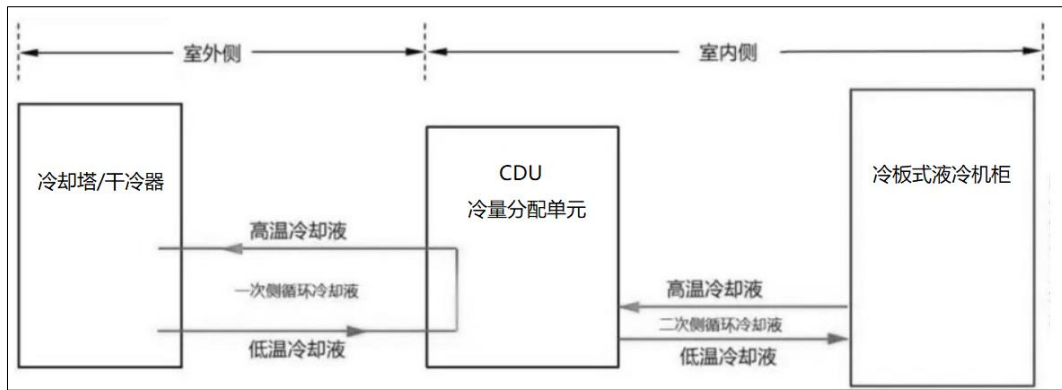 室外侧
室内侧
冷却塔/干冷器
CDU
冷量分配单元
冷板式液冷机柜
高温冷却液
一次侧循环冷却液
低温冷却液
高温冷却液
二次侧循环冷却液
低温冷却液